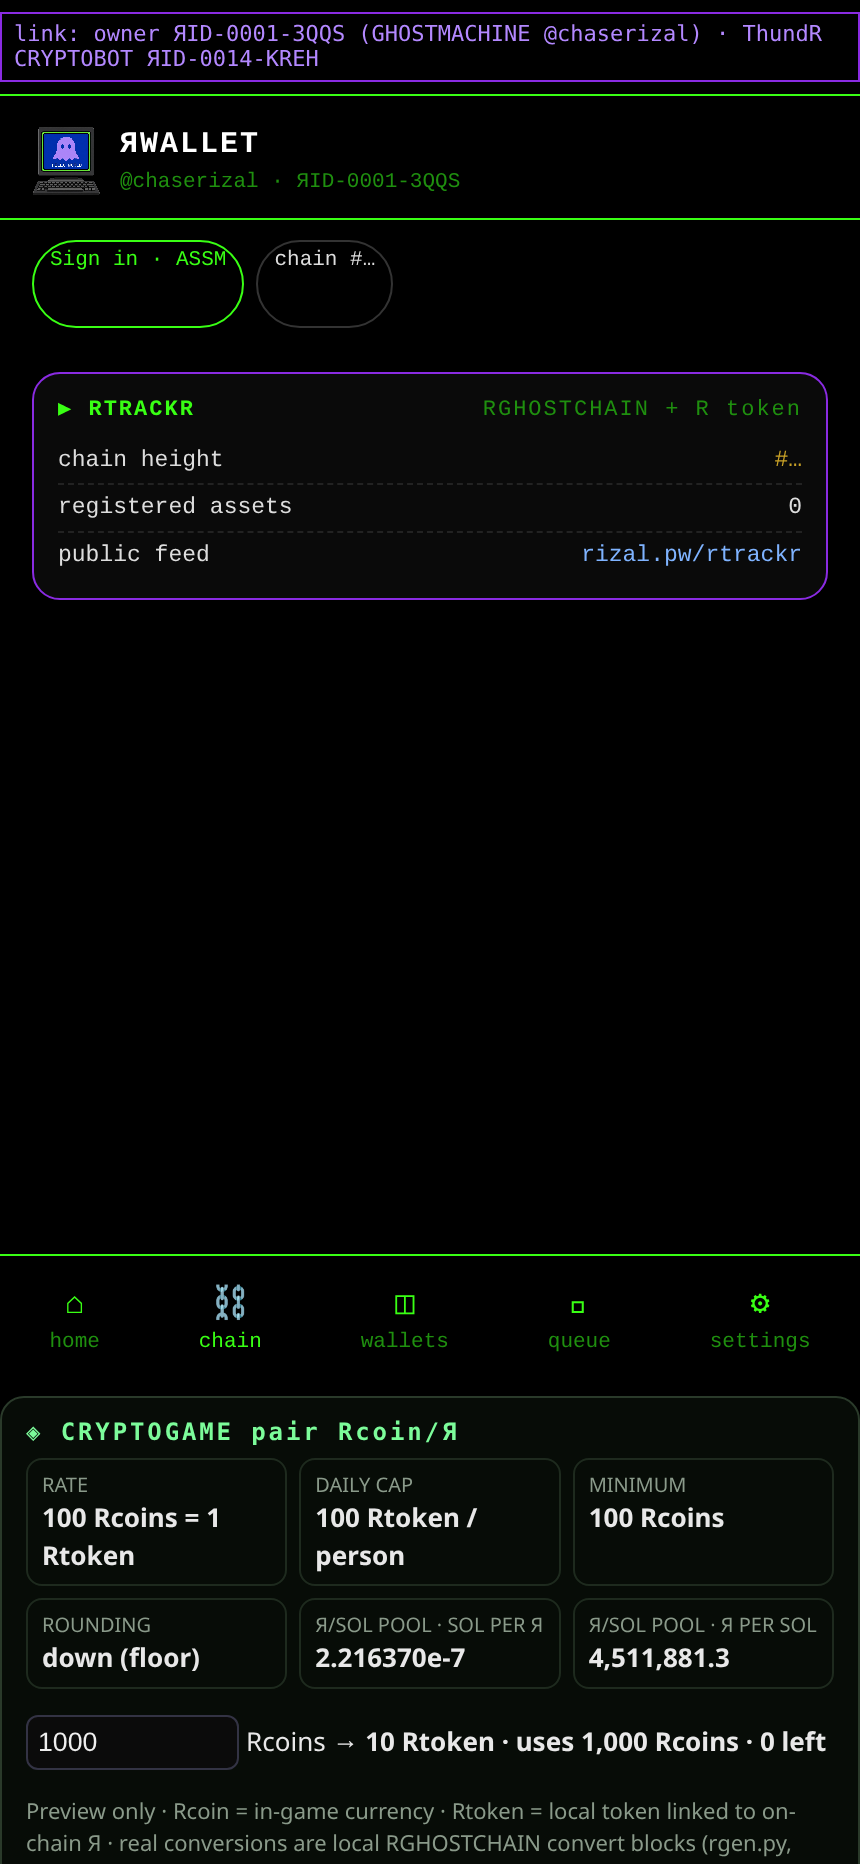 link: owner ЯID-0001-3QQS (GHOSTMACHINE @chaserizal) · ThundR
CRYPTOBOT ЯID-0014-KREH
ЯWALLET
@chaserizal · ЯID-0001-3QQS
Sign in · ASSM
chain #…
▶ RTRACKR
RGHOSTCHAIN + R token
chain height #…
registered assets 0
public feed rizal.pw/rtrackr
home chain wallets queue settings
◈ CRYPTOGAME pair Rcoin/Я
RATE
100 Rcoins = 1
Rtoken
DAILY CAP
100 Rtoken /
person
MINIMUM
100 Rcoins
ROUNDING
down (floor)
Я/SOL POOL · SOL PER Я
2.216370e-7
Я/SOL POOL · Я PER SOL
4,511,881.3
1000 Rcoins → 10 Rtoken · uses 1,000 Rcoins · 0 left
Preview only · Rcoin = in-game currency · Rtoken = local token linked to on-
chain Я · real conversions are local RGHOSTCHAIN convert blocks (rgen.py,